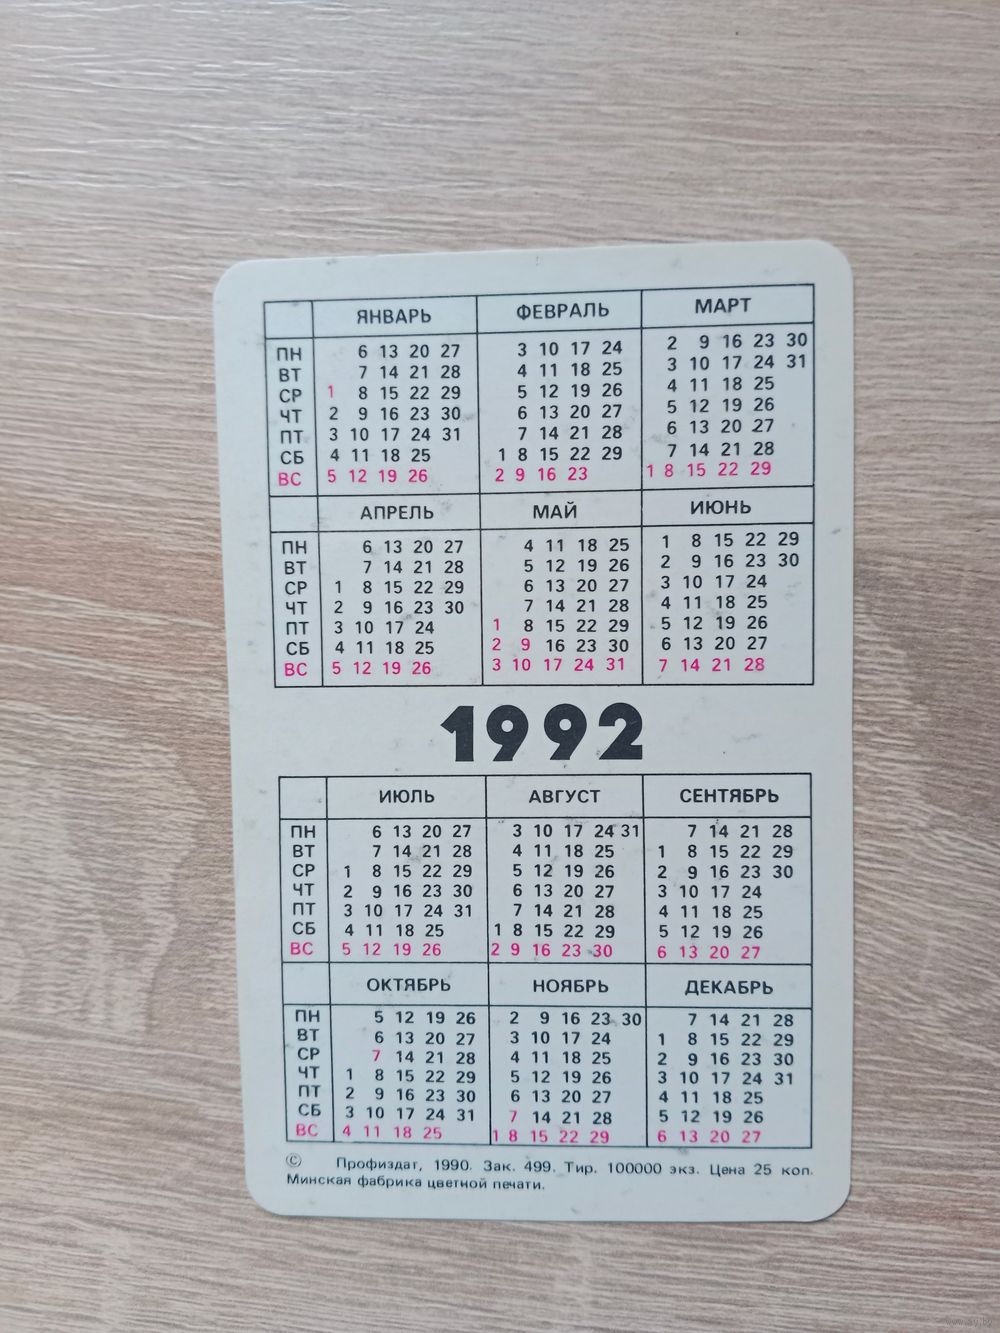 ЯНВАРЬ ФЕВРАЛЬ МАРТ
ПН 6 13 20 27 3 10 17 24 2 9 16 23 30
ВТ 7 14 21 28 4 11 18 25 3 10 17 24 31
СР 1 8 15 22 29 5 12 19 26 4 11 18 25
ЧТ 2 9 16 23 30 6 13 20 27 5 12 19 26
ПТ 3 10 17 24 31 7 14 21 28 6 13 20 27
СБ 4 11 18 25 1 8 15 22 29 7 14 21 28
ВС 5 12 19 26 2 9 16 23 1 8 15 22 29
АПРЕЛЬ МАЙ ИЮНЬ
ПН 6 13 20 27 4 11 18 25 1 8 15 22 29
ВТ 7 14 21 28 5 12 19 26 2 9 16 23 30
СР 1 8 15 22 29 6 13 20 27 3 10 17 24
ЧТ 2 9 16 23 30 7 14 21 28 4 11 18 25
ПТ 3 10 17 24 1 8 15 22 29 5 12 19 26
СБ 4 11 18 25 2 9 16 23 30 6 13 20 27
ВС 5 12 19 26 3 10 17 24 31 7 14 21 28
1992
ИЮЛЬ АВГУСТ СЕНТЯБРЬ
ПН 6 13 20 27 3 10 17 24 31 7 14 21 28
ВТ 7 14 21 28 4 11 18 25 1 8 15 22 29
СР 1 8 15 22 29 5 12 19 26 2 9 16 23 30
ЧТ 2 9 16 23 30 6 13 20 27 3 10 17 24
ПТ 3 10 17 24 31 7 14 21 28 4 11 18 25
СБ 4 11 18 25 1 8 15 22 29 5 12 19 26
ВС 5 12 19 26 2 9 16 23 30 6 13 20 27
ОКТЯБРЬ НОЯБРЬ ДЕКАБРЬ
ПН 5 12 19 26 2 9 16 23 30 7 14 21 28
ВТ 6 13 20 27 3 10 17 24 1 8 15 22 29
СР 7 14 21 28 4 11 18 25 2 9 16 23 30
ЧТ 1 8 15 22 29 5 12 19 26 3 10 17 24 31
ПТ 2 9 16 23 30 6 13 20 27 4 11 18 25
СБ 3 10 17 24 31 7 14 21 28 5 12 19 26
ВС 4 11 18 25 1 8 15 22 29 6 13 20 27
© Профиздат, 1990. Зак. 499. Тир. 100000 экз. Цена 25 коп.
Минская фабрика цветной печати.